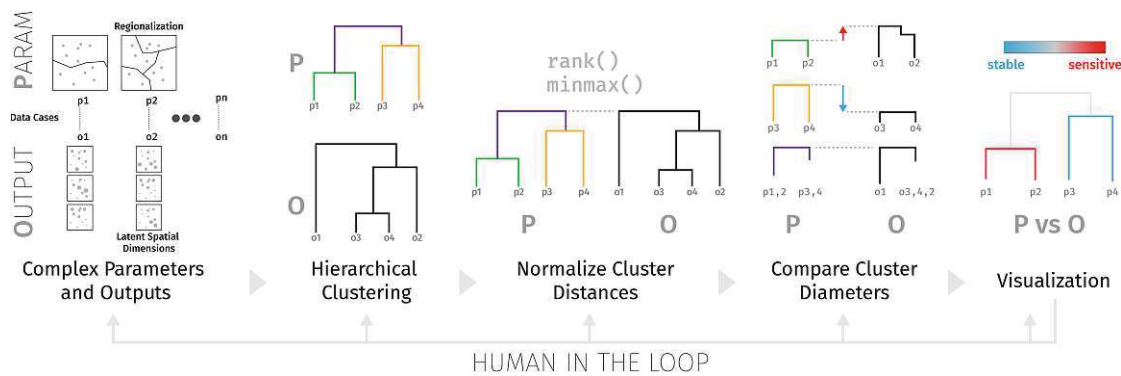 PARAM
Regionalization
p1 p2 pn
Data Cases
o1 o2 on
OUTPUT
Latent Spatial
Dimensions
Complex Parameters
and Outputs
P
p1 p2 p3 p4
O
o1 o3 o4 o2
Hierarchical
Clustering
rank()
minmax()
p1 p2 p3 p4 o1 o3 o4 o2
P O
Normalize Cluster
Distances
p1 p2 o1 o2
p3 p4 o3 o4
p1,2 p3,4 o1 o3,4,2
P O
Compare Cluster
Diameters
stable sensitive
p1 p2 p3 p4
P vs O
Visualization
HUMAN IN THE LOOP